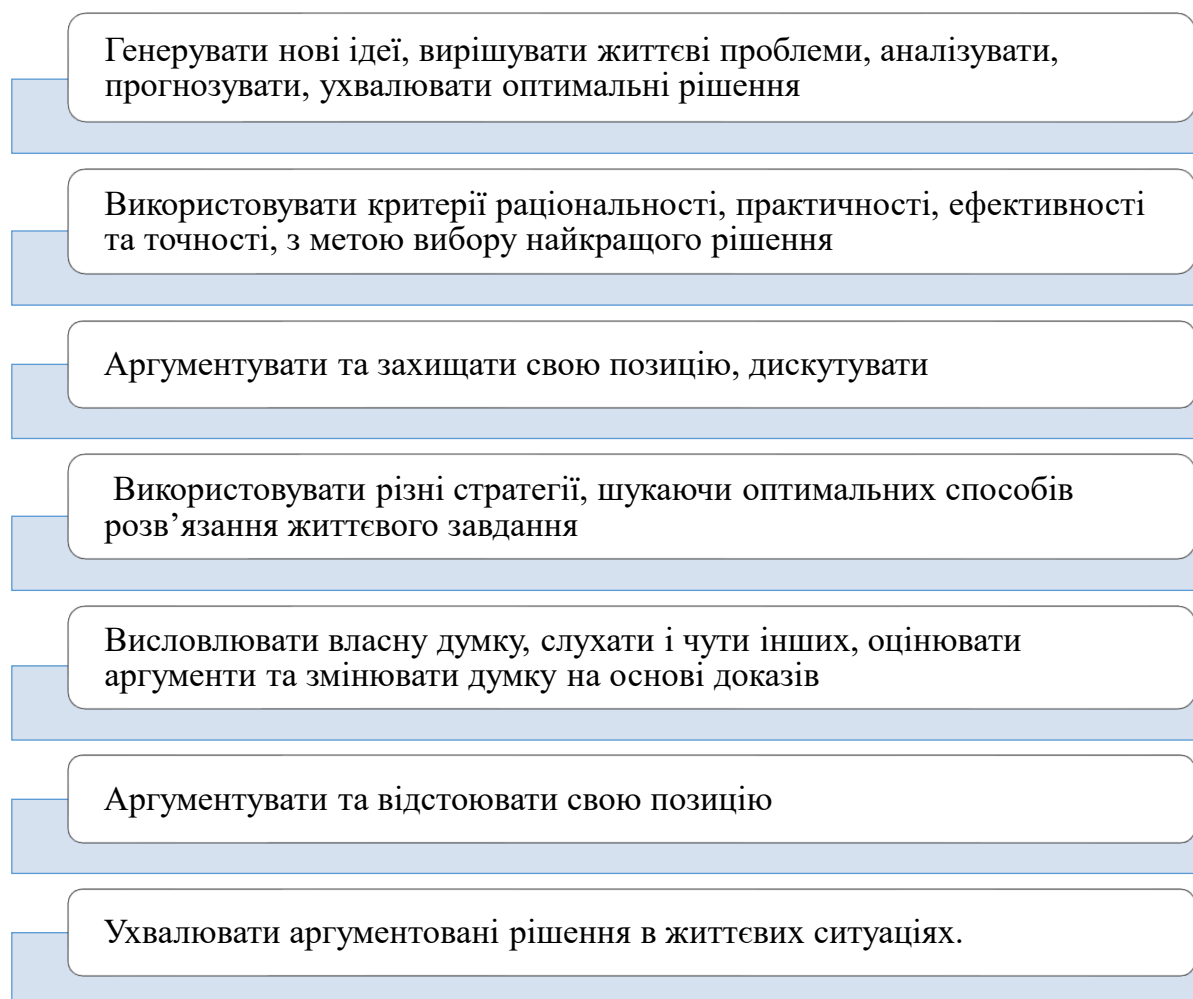 Генерувати нові ідеї, вирішувати життєві проблеми, аналізувати,
прогнозувати, ухвалювати оптимальні рішення
Використовувати критерії раціональності, практичності, ефективності
та точності, з метою вибору найкращого рішення
Аргументувати та захищати свою позицію, дискутувати
Використовувати різні стратегії, шукаючи оптимальних способів
розв’язання життєвого завдання
Висловлювати власну думку, слухати і чути інших, оцінювати
аргументи та змінювати думку на основі доказів
Аргументувати та відстоювати свою позицію
Ухвалювати аргументовані рішення в життєвих ситуаціях.